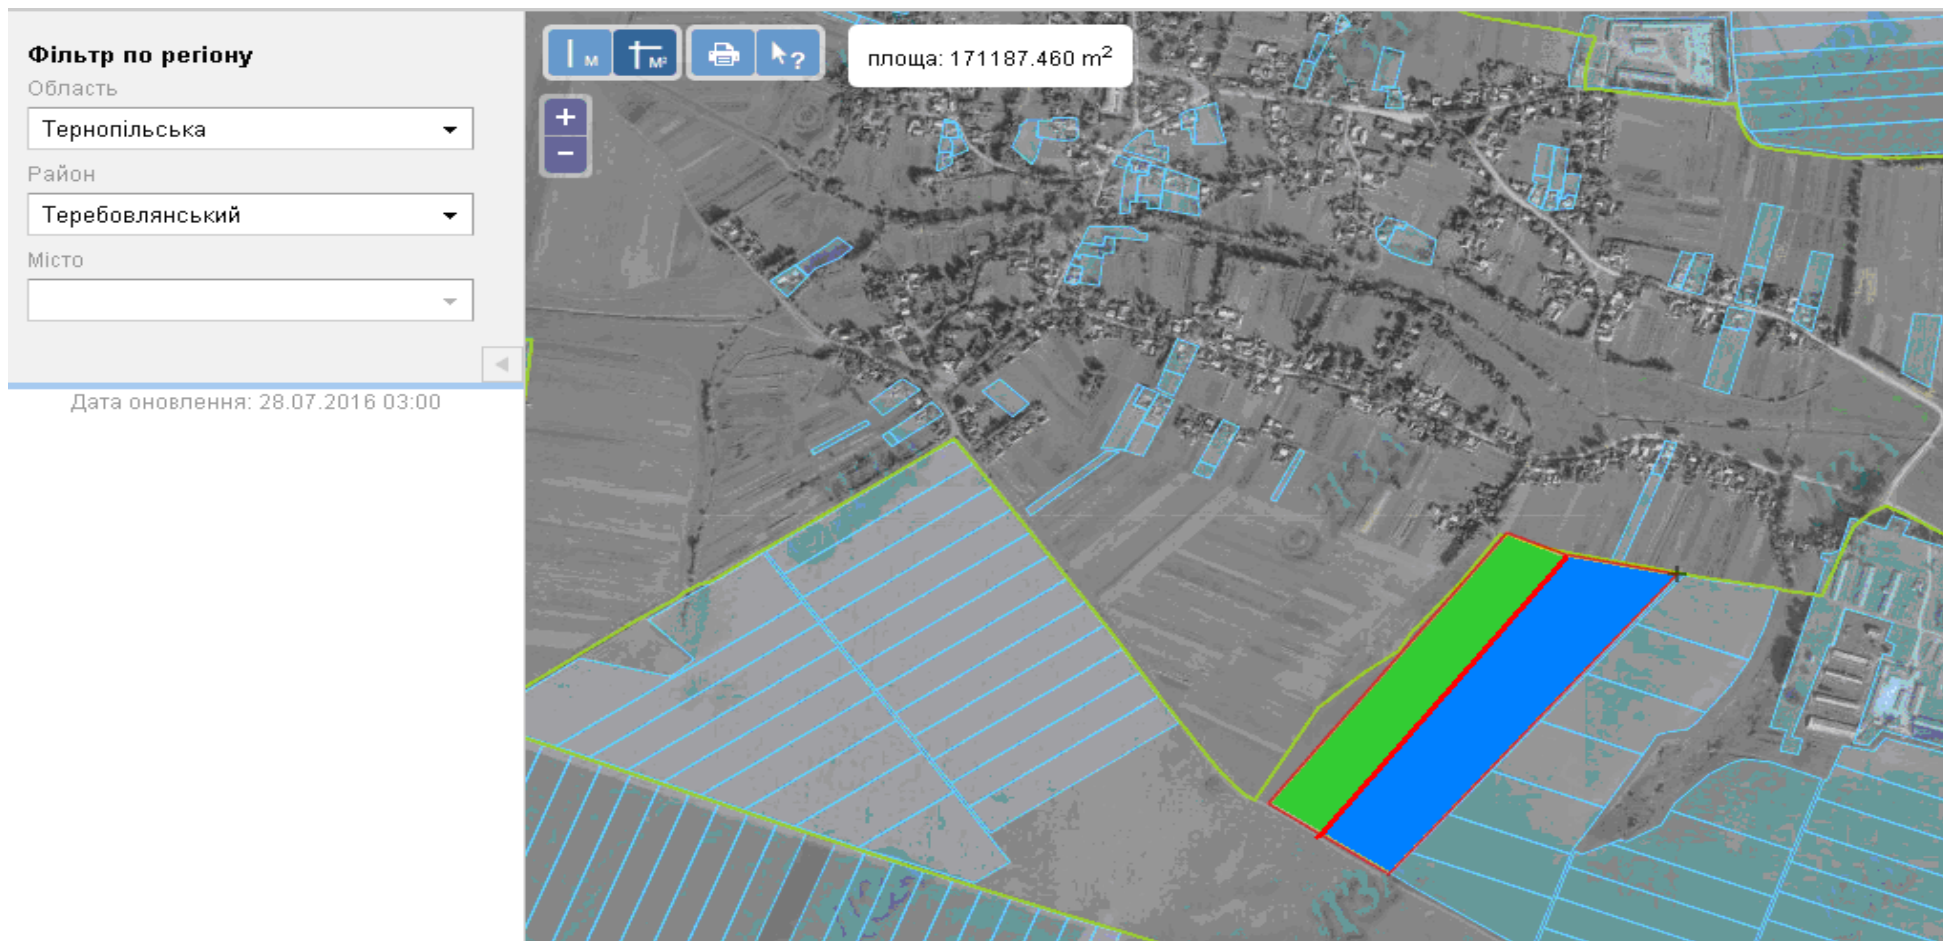 Фільтр по регіону
Область
Тернопільська
Район
Теребовлянський
Місто
Дата оновлення: 28.07.2016 03:00
м
м²
?
площа: 171187.460 m²
+
−